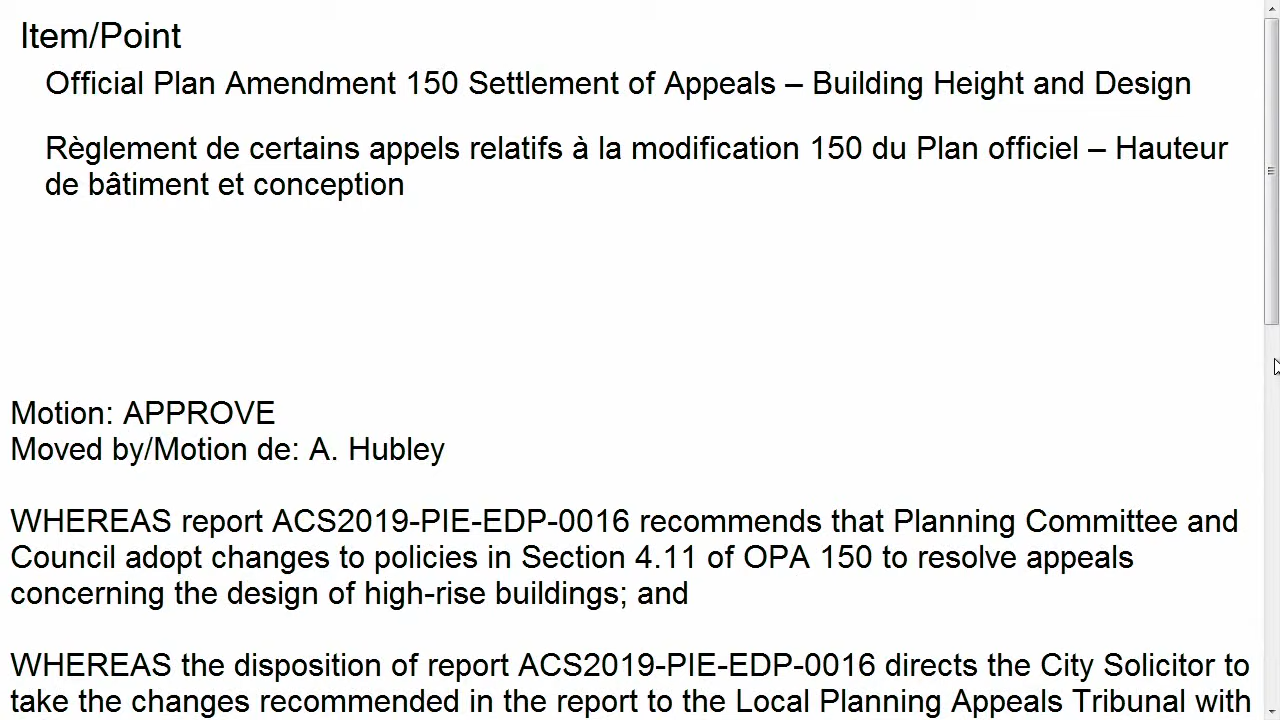 Item/Point
Official Plan Amendment 150 Settlement of Appeals – Building Height and Design
Règlement de certains appels relatifs à la modification 150 du Plan officiel – Hauteur
de bâtiment et conception
Motion: APPROVE
Moved by/Motion de: A. Hubley
WHEREAS report ACS2019-PIE-EDP-0016 recommends that Planning Committee and
Council adopt changes to policies in Section 4.11 of OPA 150 to resolve appeals
concerning the design of high-rise buildings; and
WHEREAS the disposition of report ACS2019-PIE-EDP-0016 directs the City Solicitor to
take the changes recommended in the report to the Local Planning Appeals Tribunal with